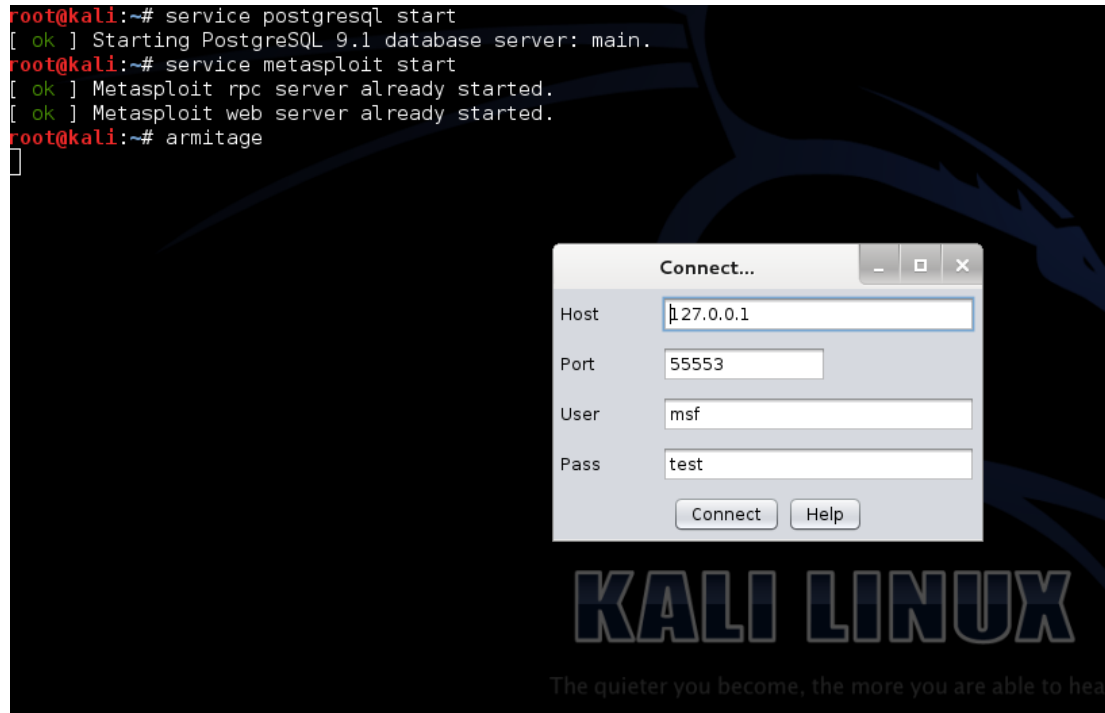 root@kali:~# service postgresql start
[ ok ] Starting PostgreSQL 9.1 database server: main.
root@kali:~# service metasploit start
[ ok ] Metasploit rpc server already started.
[ ok ] Metasploit web server already started.
root@kali:~# armitage
Connect...
Host 127.0.0.1
Port 55553
User msf
Pass test
Connect Help
KALI LINUX
The quieter you become, the more you are able to hea